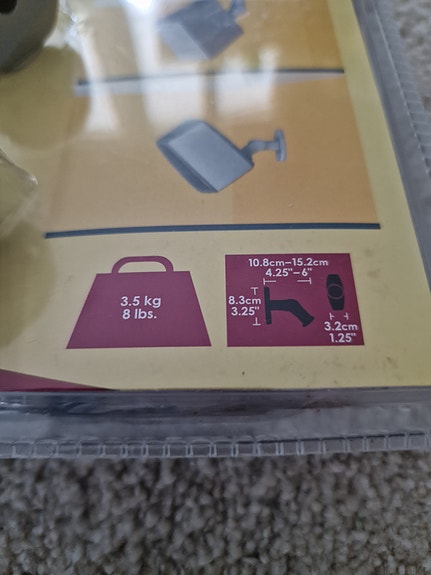 3.5 kg
8 lbs.
10.8cm–15.2cm
4.25"–6"
8.3cm
3.25"
3.2cm
1.25"